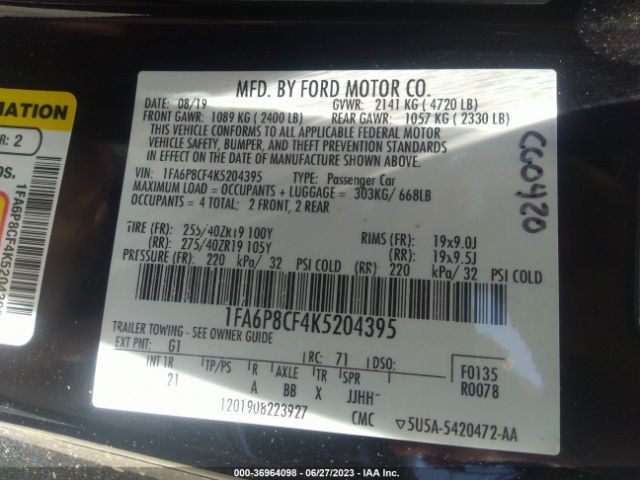 MFD. BY FORD MOTOR CO.
DATE: 08/19 GVWR: 2141 KG ( 4720 LB)
FRONT GAWR: 1089 KG ( 2400 LB) REAR GAWR: 1057 KG ( 2330 LB)
THIS VEHICLE CONFORMS TO ALL APPLICABLE FEDERAL MOTOR
VEHICLE SAFETY, BUMPER, AND THEFT PREVENTION STANDARDS
IN EFFECT ON THE DATE OF MANUFACTURE SHOWN ABOVE.
VIN: 1FA6P8CF4K5204395 TYPE: Passenger Car
MAXIMUM LOAD = OCCUPANTS + LUGGAGE = 303KG/ 668LB
OCCUPANTS = 4 TOTAL: 2 FRONT, 2 REAR
TIRE (FR): 255/40ZR19 100Y RIMS (FR): 19x9.0J
(RR): 275/40ZR19 105Y (RR): 19x9.5J
PRESSURE (FR): 220 kPa/ 32 PSI COLD (RR): 220 kPa/ 32 PSI COLD
1FA6P8CF4K5204395
TRAILER TOWING - SEE OWNER GUIDE
EXT PNT: G1 RC: 71 DSO: F0135
INT TR TP/PS R AXLE TR SPR R0078
21 A BB X JJHH
1201908223927 CMC 5U5A-5420472-AA
CG0420
MATION
R: 2
os.
1FA6P8CF4K5204395
000-36964098 - 06/27/2023 - IAA Inc.